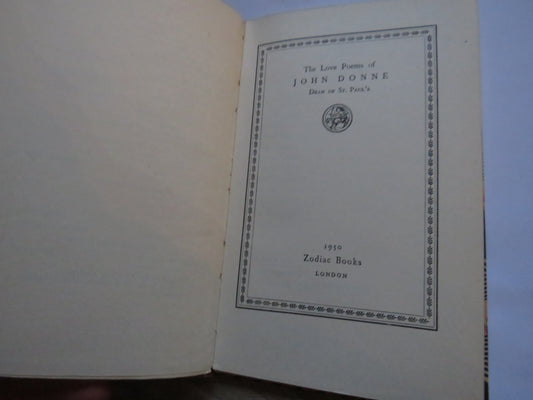 The Love Poems of
JOHN DONNE
DEAN OF ST. PAUL'S
1950
Zodiac Books
LONDON